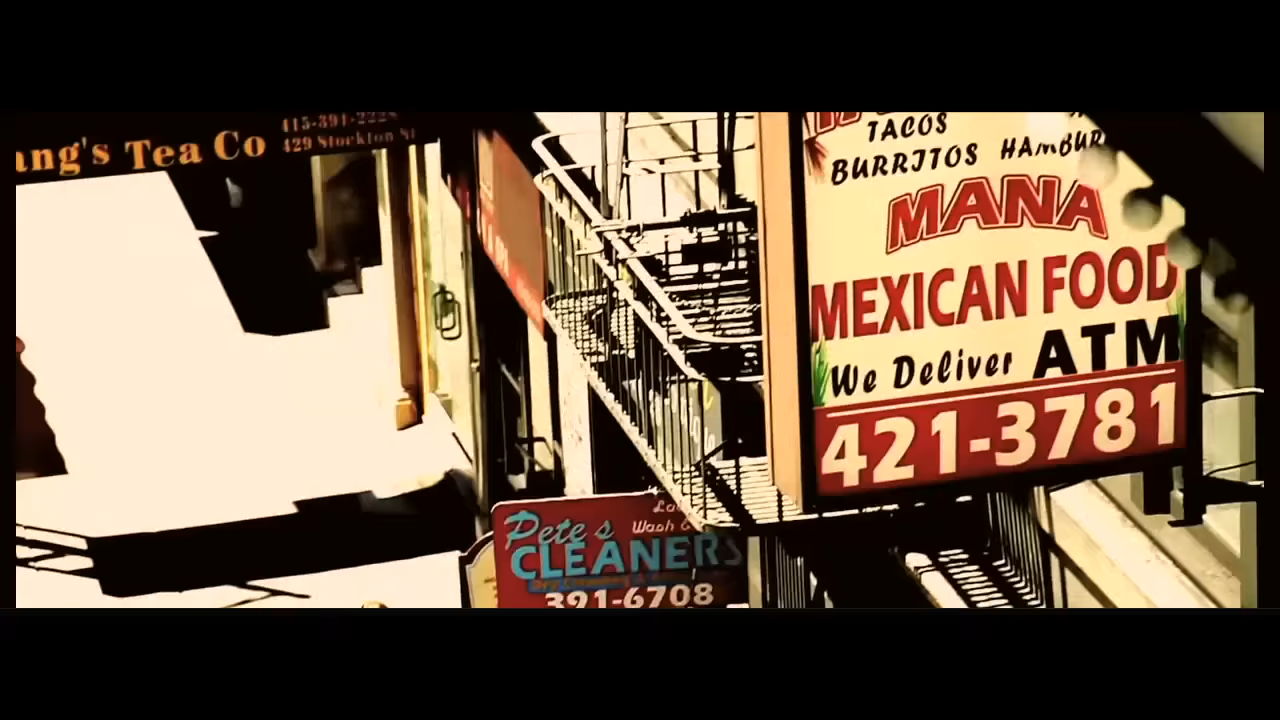 ang's Tea Co
415-391-2228
429 Stockton St
TACOS
BURRITOS HAMBUR
MANA
MEXICAN FOOD
We Deliver ATM
421-3781
Pete's
Wash &
CLEANERS
391-6708